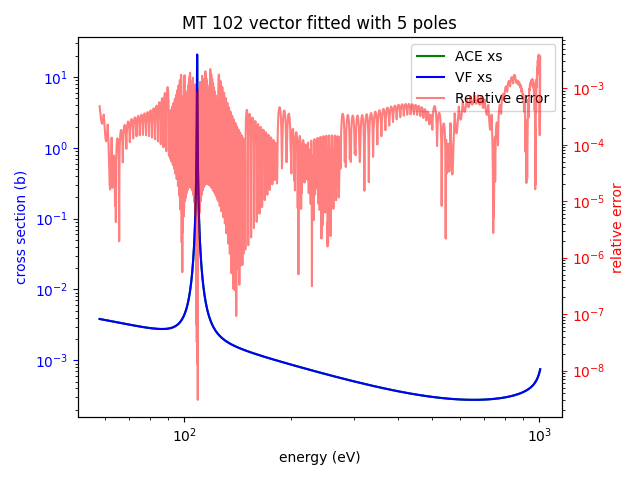 MT 102 vector fitted with 5 poles
ACE xs
VF xs
Relative error
10¹
10⁰
10⁻¹
10⁻²
10⁻³
cross section (b)
10⁻³
10⁻⁴
10⁻⁵
10⁻⁶
10⁻⁷
10⁻⁸
relative error
10²
10³
energy (eV)